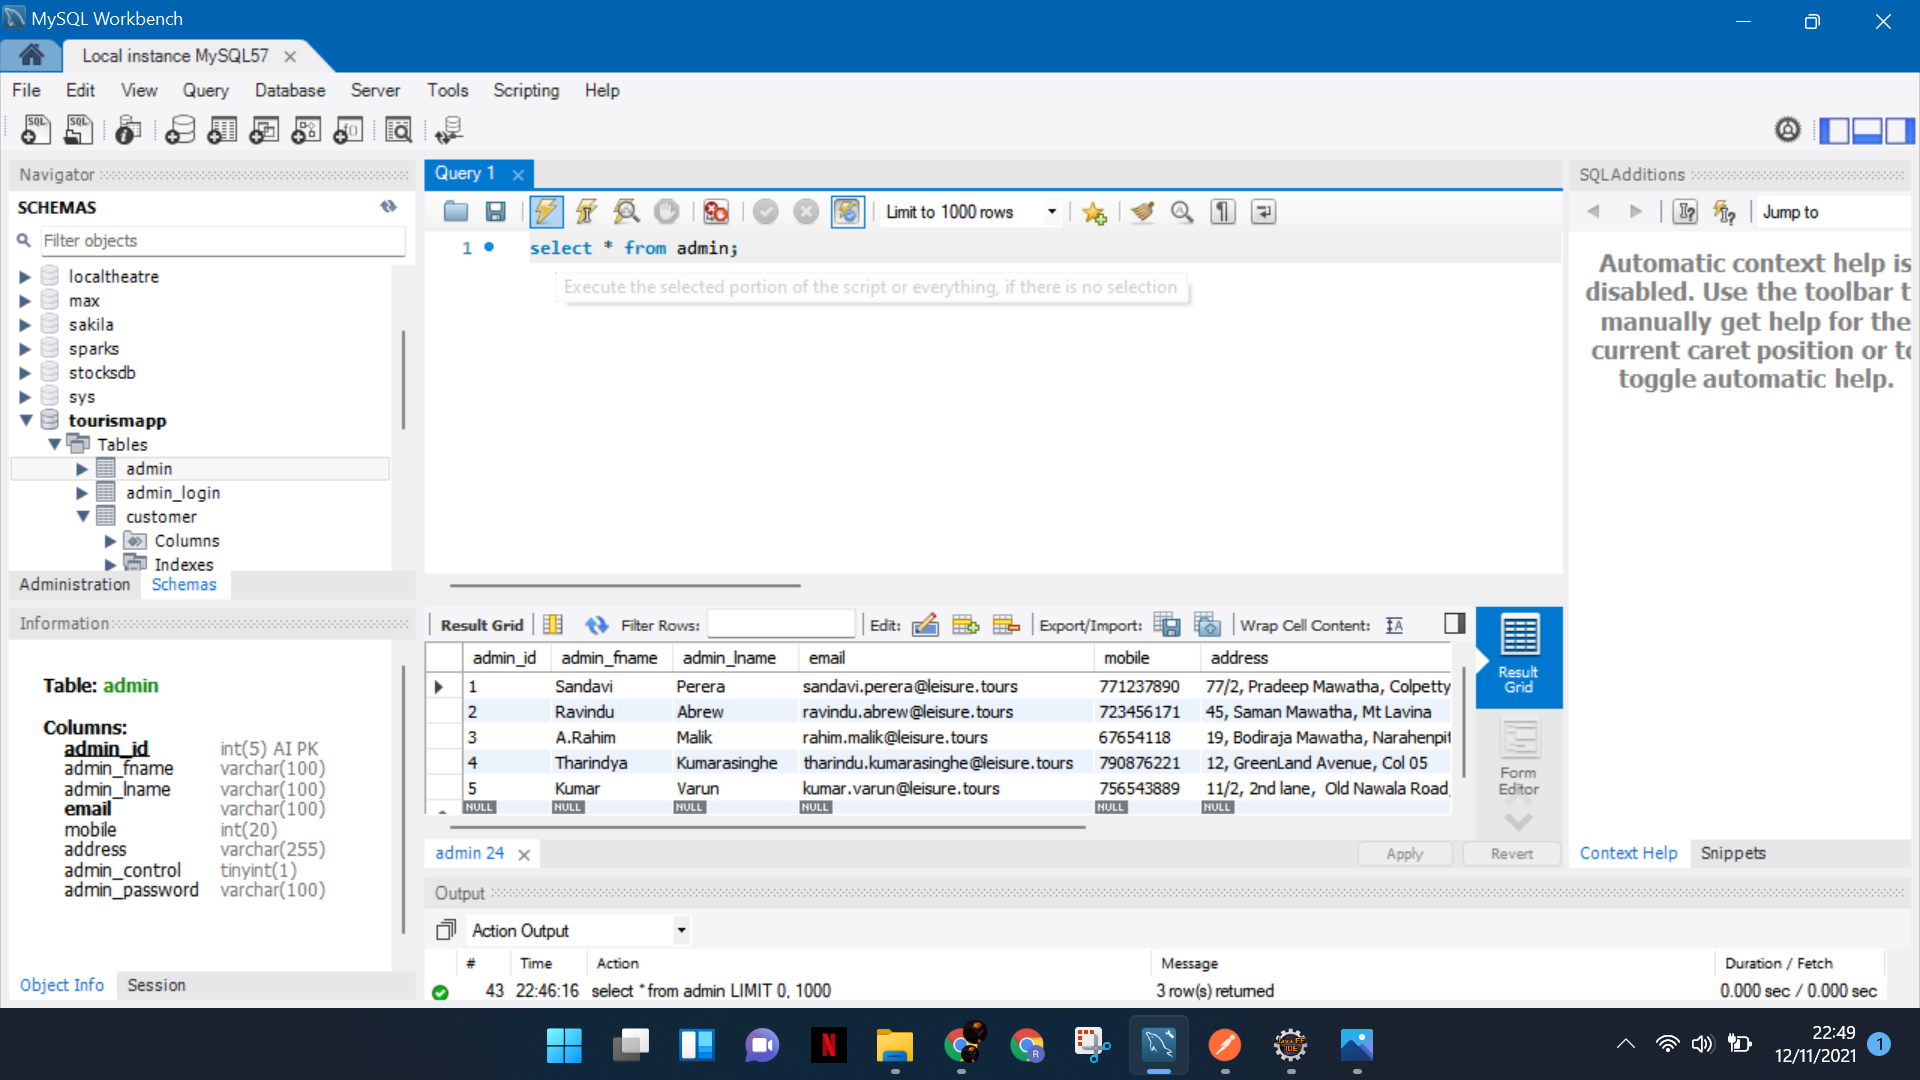 MySQL Workbench
Local instance MySQL57
File Edit View Query Database Server Tools Scripting Help
Navigator
SCHEMAS
Filter objects
localtheatre
max
sakila
sparks
stocksdb
sys
tourismapp
Tables
admin
admin_login
customer
Columns
Indexes
Administration Schemas
Information
Table: admin
Columns:
admin_id int(5) AI PK
admin_fname varchar(100)
admin_lname varchar(100)
email varchar(100)
mobile int(20)
address varchar(255)
admin_control tinyint(1)
admin_password varchar(100)
Object Info Session
Query 1
Limit to 1000 rows
1 select * from admin;
Execute the selected portion of the script or everything, if there is no selection
Result Grid Filter Rows: Edit: Export/Import: Wrap Cell Content:
admin_id admin_fname admin_lname email mobile address
1 Sandavi Perera sandavi.perera@leisure.tours 771237890 77/2, Pradeep Mawatha, Colpetty
2 Ravindu Abrew ravindu.abrew@leisure.tours 723456171 45, Saman Mawatha, Mt Lavina
3 A.Rahim Malik rahim.malik@leisure.tours 67654118 19, Bodiraja Mawatha, Narahenpit
4 Tharindya Kumarasinghe tharindu.kumarasinghe@leisure.tours 790876221 12, GreenLand Avenue, Col 05
5 Kumar Varun kumar.varun@leisure.tours 756543889 11/2, 2nd lane, Old Nawala Road,
NULL NULL NULL NULL NULL NULL
Result
Grid
Form
Editor
admin 24
Apply Revert
Output
Action Output
# Time Action Message Duration / Fetch
43 22:46:16 select * from admin LIMIT 0, 1000 3 row(s) returned 0.000 sec / 0.000 sec
SQLAdditions
Jump to
Automatic context help is
disabled. Use the toolbar t
manually get help for the
current caret position or to
toggle automatic help.
Context Help Snippets
22:49
12/11/2021
1